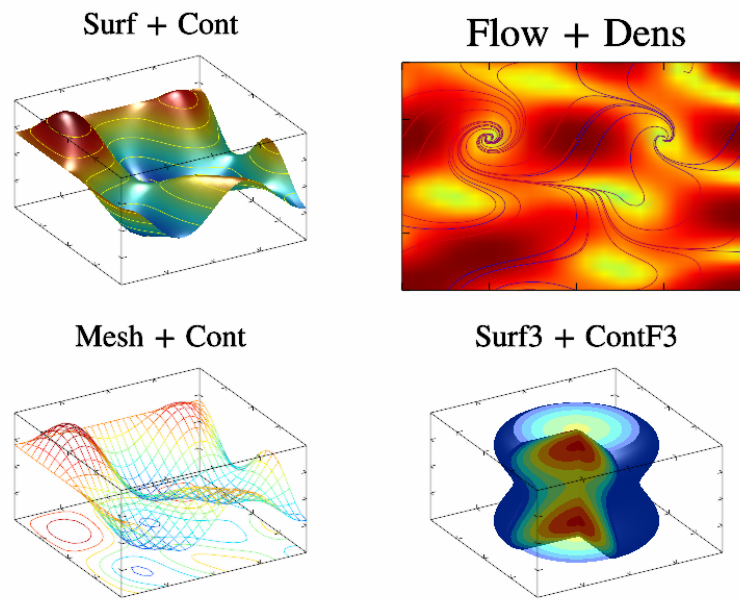 Surf + Cont
Flow + Dens
Mesh + Cont
Surf3 + ContF3